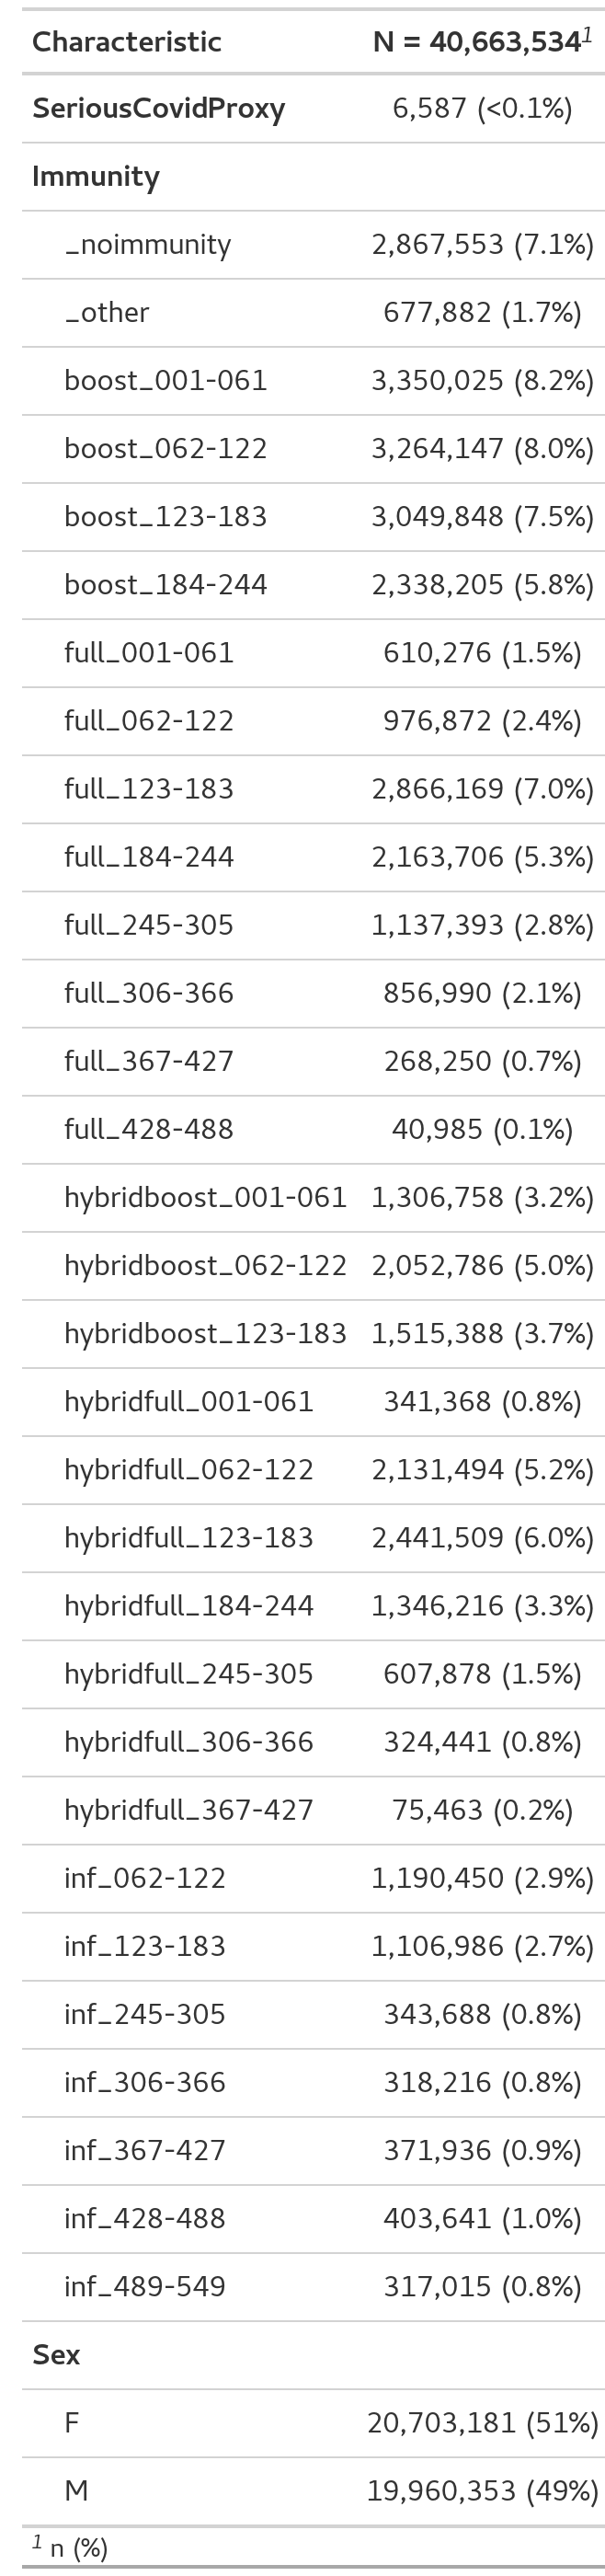 Characteristic N = 40,663,534¹
SeriousCovidProxy 6,587 (<0.1%)
Immunity
_noimmunity 2,867,553 (7.1%)
_other 677,882 (1.7%)
boost_001-061 3,350,025 (8.2%)
boost_062-122 3,264,147 (8.0%)
boost_123-183 3,049,848 (7.5%)
boost_184-244 2,338,205 (5.8%)
full_001-061 610,276 (1.5%)
full_062-122 976,872 (2.4%)
full_123-183 2,866,169 (7.0%)
full_184-244 2,163,706 (5.3%)
full_245-305 1,137,393 (2.8%)
full_306-366 856,990 (2.1%)
full_367-427 268,250 (0.7%)
full_428-488 40,985 (0.1%)
hybridboost_001-061 1,306,758 (3.2%)
hybridboost_062-122 2,052,786 (5.0%)
hybridboost_123-183 1,515,388 (3.7%)
hybridfull_001-061 341,368 (0.8%)
hybridfull_062-122 2,131,494 (5.2%)
hybridfull_123-183 2,441,509 (6.0%)
hybridfull_184-244 1,346,216 (3.3%)
hybridfull_245-305 607,878 (1.5%)
hybridfull_306-366 324,441 (0.8%)
hybridfull_367-427 75,463 (0.2%)
inf_062-122 1,190,450 (2.9%)
inf_123-183 1,106,986 (2.7%)
inf_245-305 343,688 (0.8%)
inf_306-366 318,216 (0.8%)
inf_367-427 371,936 (0.9%)
inf_428-488 403,641 (1.0%)
inf_489-549 317,015 (0.8%)
Sex
F 20,703,181 (51%)
M 19,960,353 (49%)
¹ n (%)